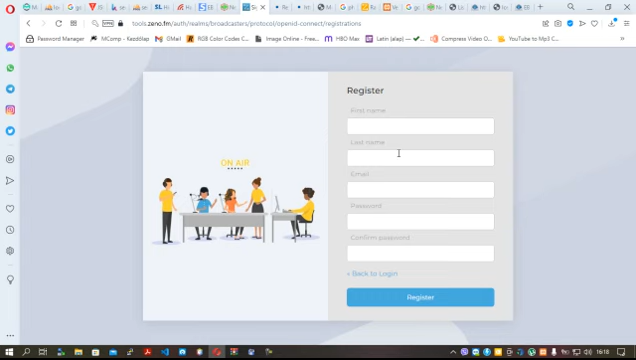 tools.zeno.fm/auth/realms/broadcasters/protocol/openid-connect/registrations
Password Manager
MComp - KezdőLap
GMail
RGB Color Codes C...
Image Online - Free...
HBO Max
Latin (alap) —
Compress Video O...
YouTube to Mp3 C...
ON AIR
Register
First name
Last name
Email
Password
Confirm password
« Back to Login
Register
16:18